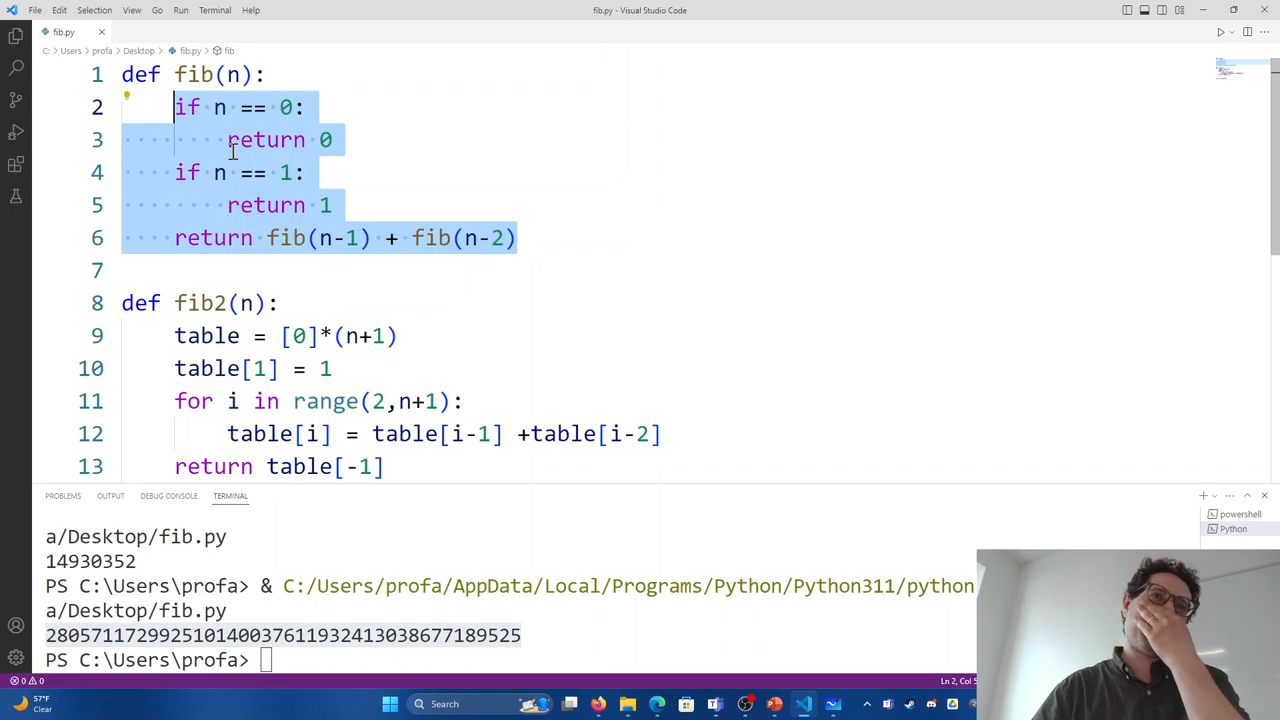 File Edit Selection View Go Run Terminal Help
fib.py - Visual Studio Code
fib.py
C: > Users > profa > Desktop > fib.py > fib
1 def fib(n):
2 if n == 0:
3 return 0
4 if n == 1:
5 return 1
6 return fib(n-1) + fib(n-2)
7
8 def fib2(n):
9 table = [0]*(n+1)
10 table[1] = 1
11 for i in range(2,n+1):
12 table[i] = table[i-1] +table[i-2]
13 return table[-1]
PROBLEMS OUTPUT DEBUG CONSOLE TERMINAL
powershell
Python
a/Desktop/fib.py
14930352
PS C:\Users\profa> & C:/Users/profa/AppData/Local/Programs/Python/Python311/python
a/Desktop/fib.py
280571172992510140037611932413038677189525
PS C:\Users\profa>
0 0
Ln 2, Col 5
57°F
Cloudy
Search